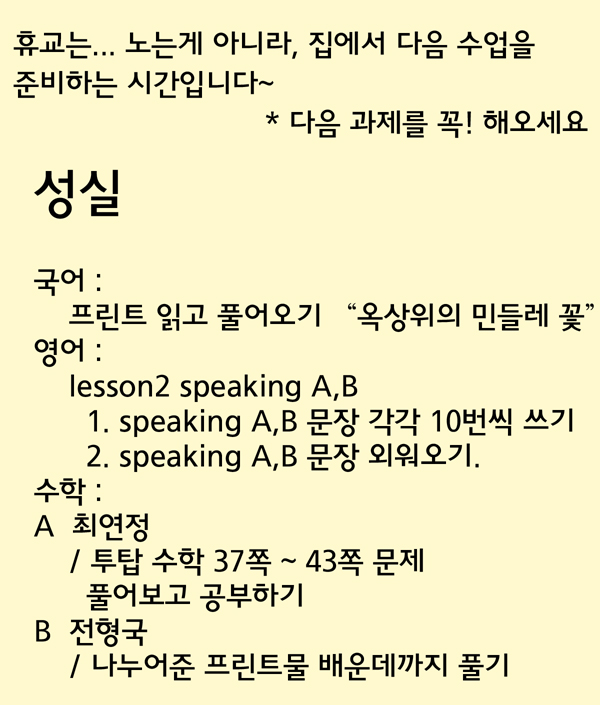 휴교는... 노는게 아니라, 집에서 다음 수업을
준비하는 시간입니다~
* 다음 과제를 꼭! 해오세요
성실
국어 :
프린트 읽고 풀어오기 “옥상위의 민들레 꽃”
영어 :
lesson2 speaking A,B
1. speaking A,B 문장 각각 10번씩 쓰기
2. speaking A,B 문장 외워오기.
수학 :
A 최연정
/ 투탑 수학 37쪽 ~ 43쪽 문제
풀어보고 공부하기
B 전형국
/ 나누어준 프린트물 배운데까지 풀기